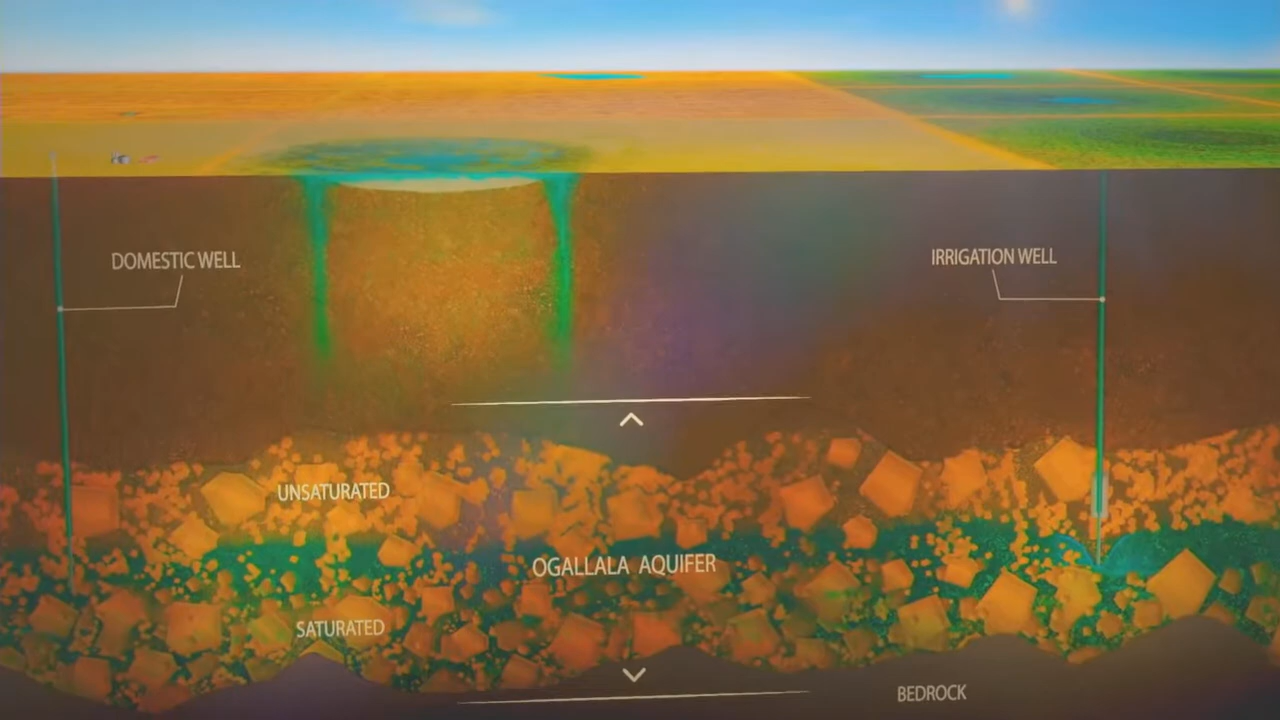 DOMESTIC WELL
IRRIGATION WELL
UNSATURATED
OGALLALA AQUIFER
SATURATED
BEDROCK